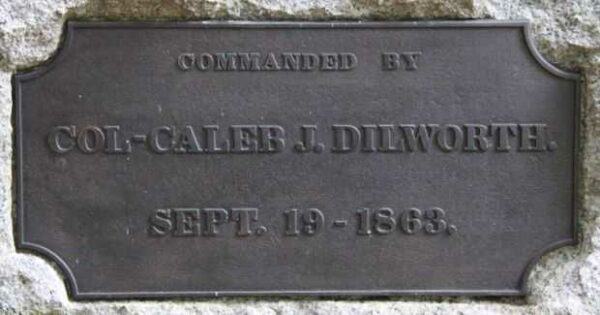 COMMANDED BY
COL-CALEB J. DILWORTH.
SEPT. 19-1863.